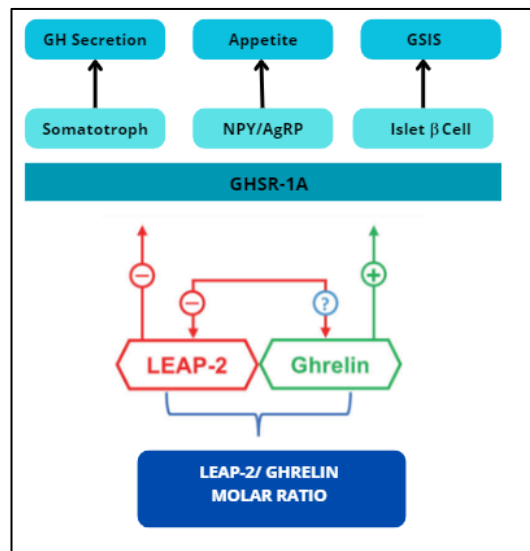 GH Secretion
Appetite
GSIS
Somatotroph
NPY/AgRP
Islet β Cell
GHSR-1A
−
+
−
?
LEAP-2
Ghrelin
LEAP-2/ GHRELIN
MOLAR RATIO